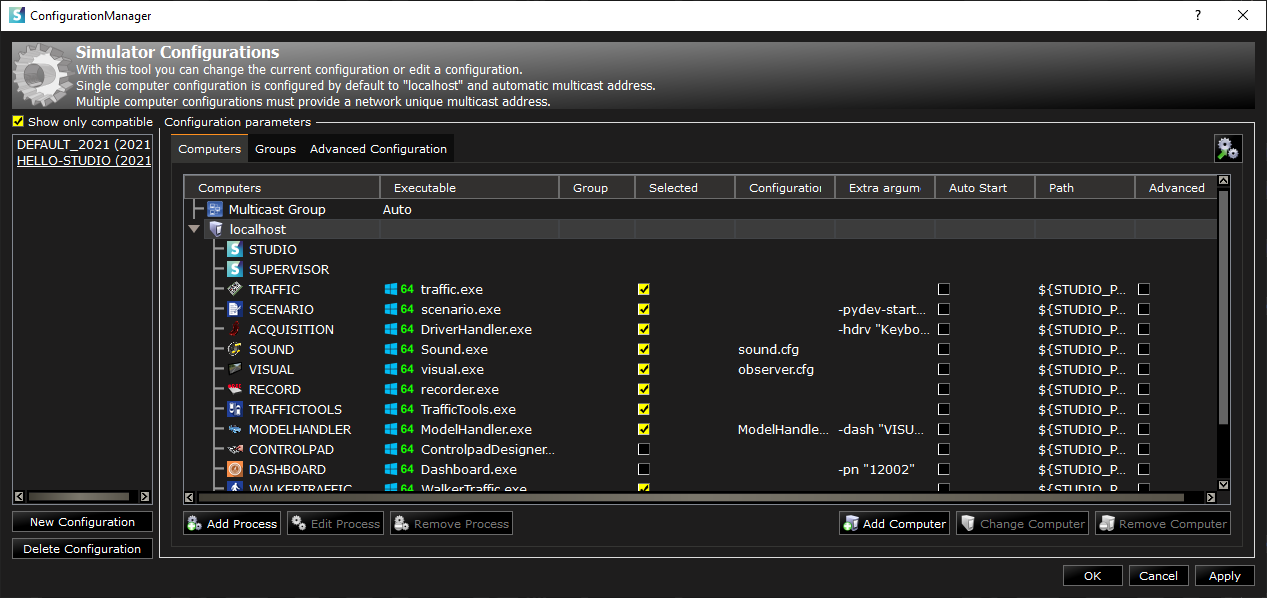 ConfigurationManager
?
Simulator Configurations
With this tool you can change the current configuration or edit a configuration.
Single computer configuration is configured by default to "localhost" and automatic multicast address.
Multiple computer configurations must provide a network unique multicast address.
Show only compatible
Configuration parameters
DEFAULT_2021 (2021
HELLO-STUDIO (2021
Computers Groups Advanced Configuration
Computers Executable Group Selected Configuration Extra argum Auto Start Path Advanced
Multicast Group Auto
localhost
STUDIO
SUPERVISOR
TRAFFIC 64 traffic.exe ${STUDIO_P...
SCENARIO 64 scenario.exe -pydev-start... ${STUDIO_P...
ACQUISITION 64 DriverHandler.exe -hdrv "Keybo... ${STUDIO_P...
SOUND 64 Sound.exe sound.cfg ${STUDIO_P...
VISUAL 64 visual.exe observer.cfg ${STUDIO_P...
RECORD 64 recorder.exe ${STUDIO_P...
TRAFFICTOOLS 64 TrafficTools.exe ${STUDIO_P...
MODELHANDLER 64 ModelHandler.exe ModelHandle... -dash "VISU... ${STUDIO_P...
CONTROLPAD 64 ControlpadDesigner... ${STUDIO_P...
DASHBOARD 64 Dashboard.exe -pn "12002" ${STUDIO_P...
WALKERTRAFFIC 64 WalkerTraffic.exe ${STUDIO_P...
New Configuration
Delete Configuration
Add Process Edit Process Remove Process Add Computer Change Computer Remove Computer
OK Cancel Apply